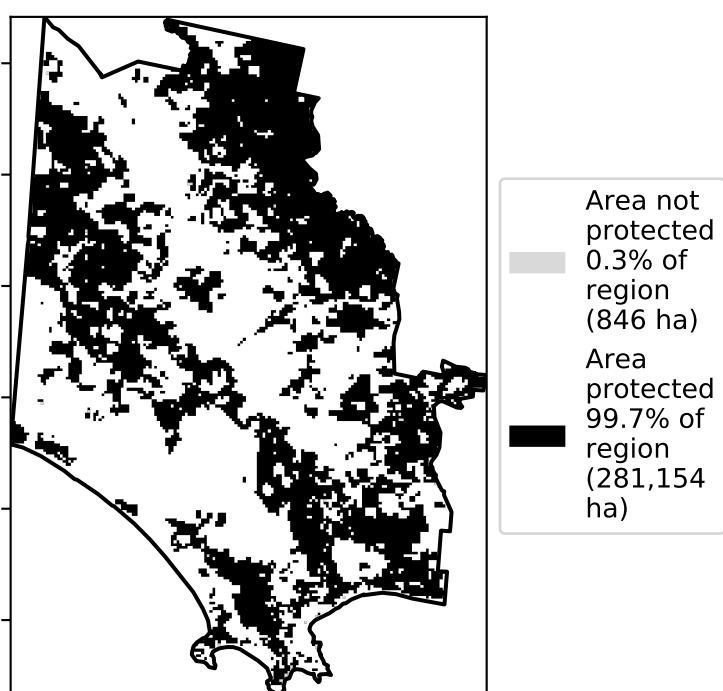 Area not
protected
0.3% of
region
(846 ha)
Area
protected
99.7% of
region
(281,154
ha)